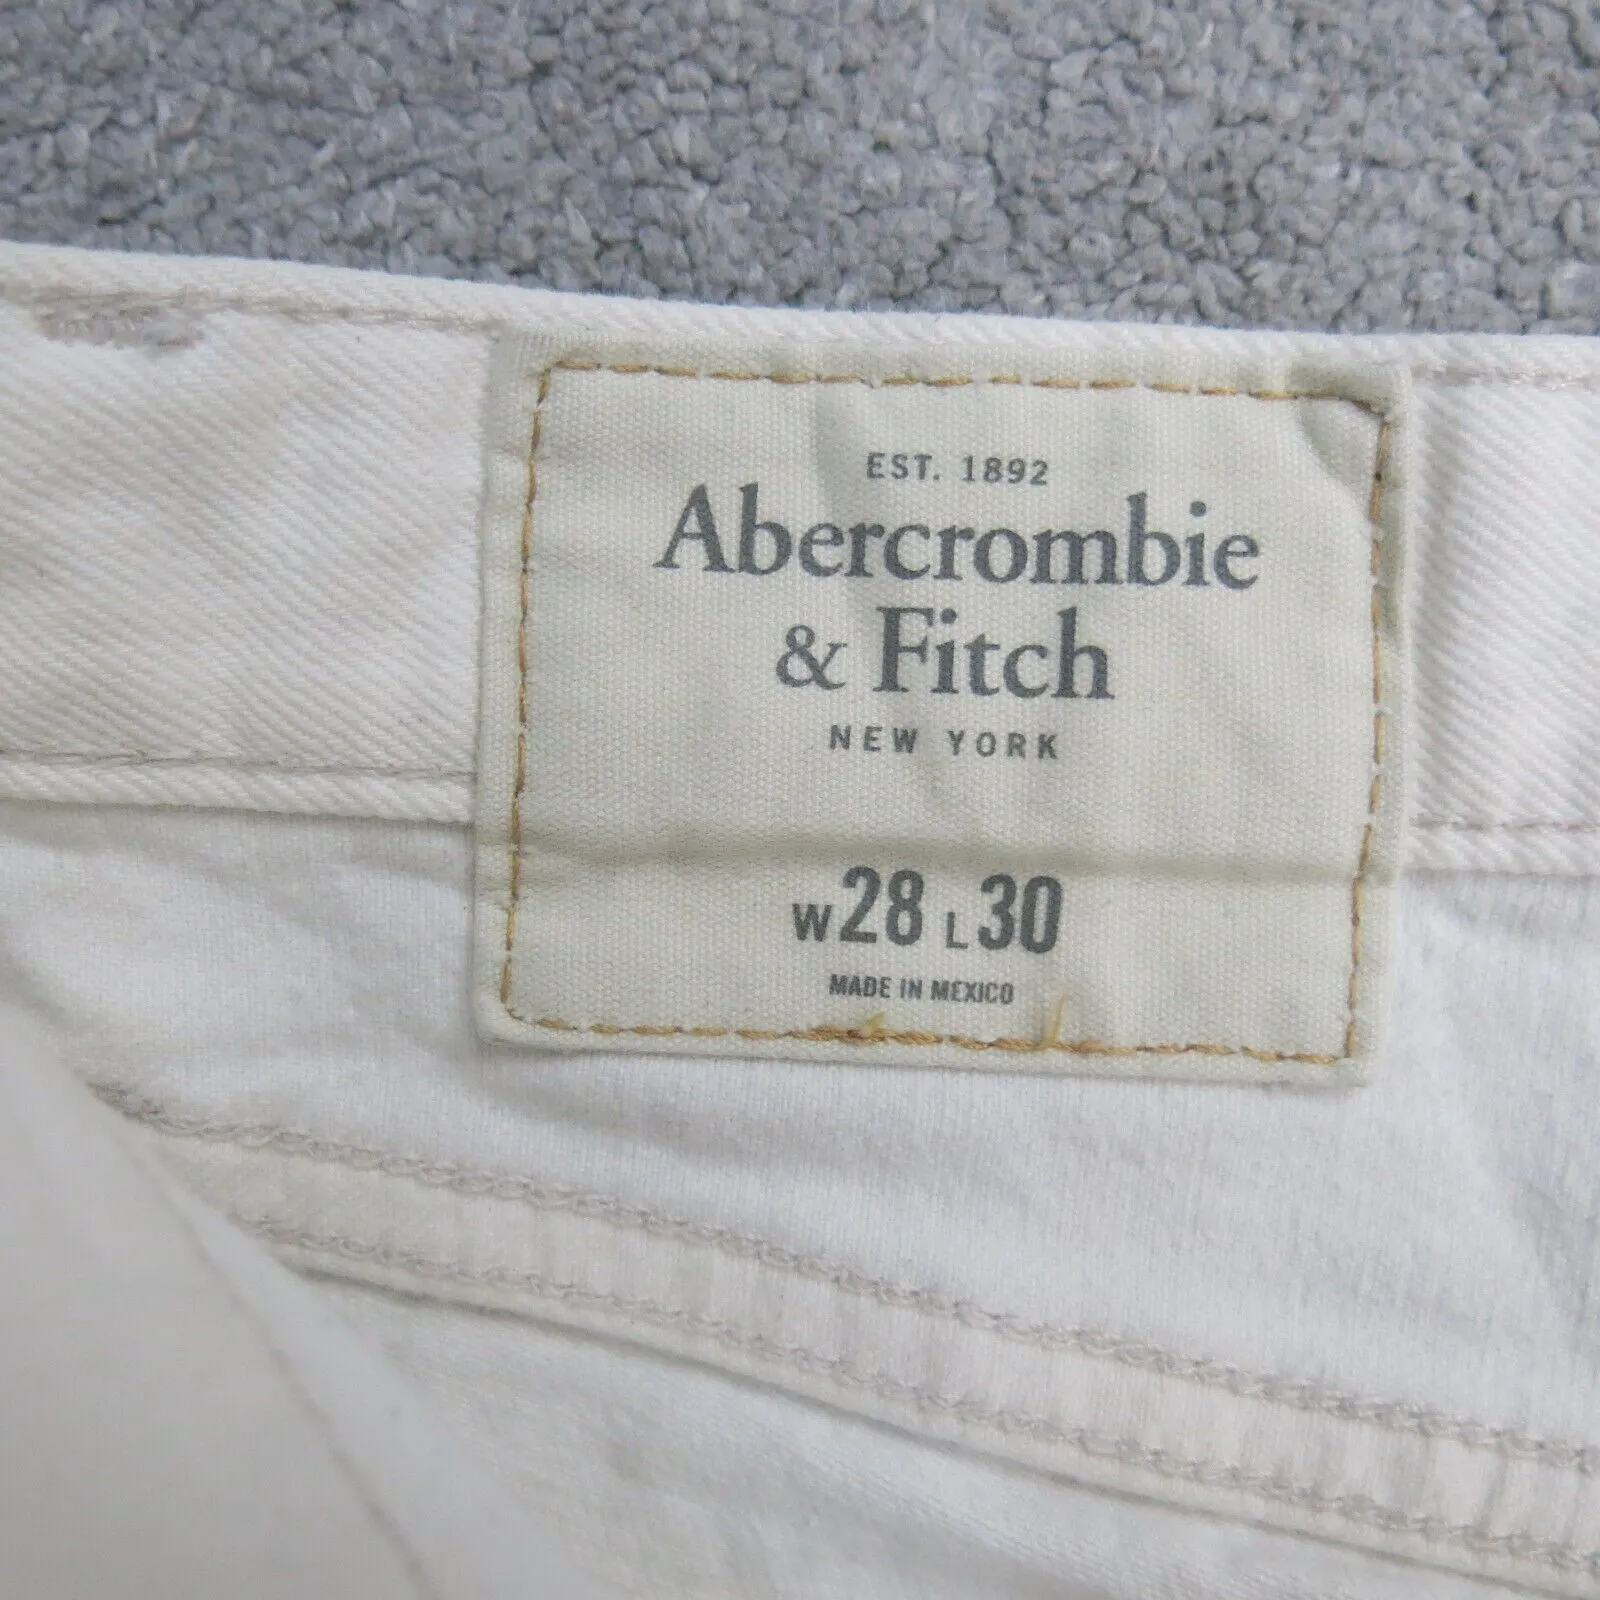 EST. 1892
Abercrombie
& Fitch
NEW YORK
W28 L30
MADE IN MEXICO